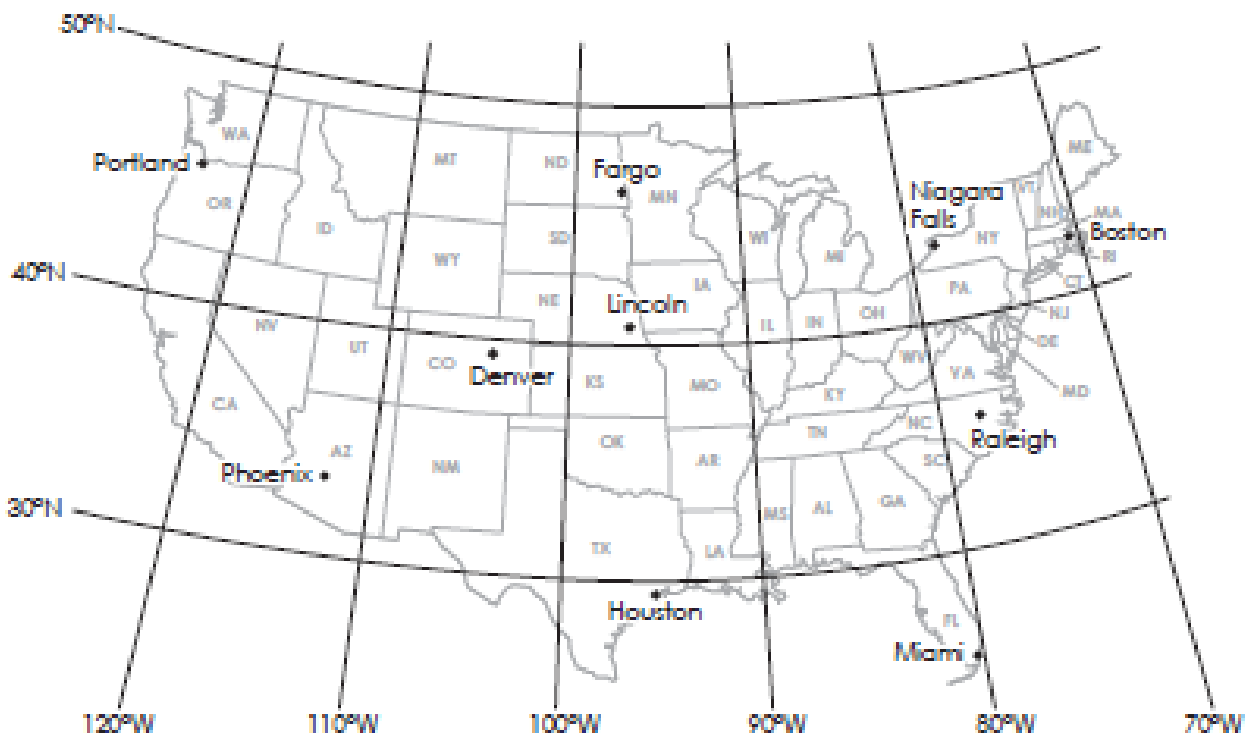 50°N
WA
MT
ND
ME
Portland
Fargo
MN
Niagara
Falls
VT
NH
MA
OR
ID
SD
WI
MI
NY
Boston
RI
WY
40°N
NE
IA
PA
CT
Lincoln
NV
IL
IN
OH
NJ
UT
CO
DE
Denver
KS
WV
VA
MO
KY
MD
CA
NC
TN
Raleigh
AZ
OK
AR
SC
Phoenix
NM
GA
30°N
MS
AL
TX
LA
Houston
FL
Miami
120°W
110°W
100°W
90°W
80°W
70°W